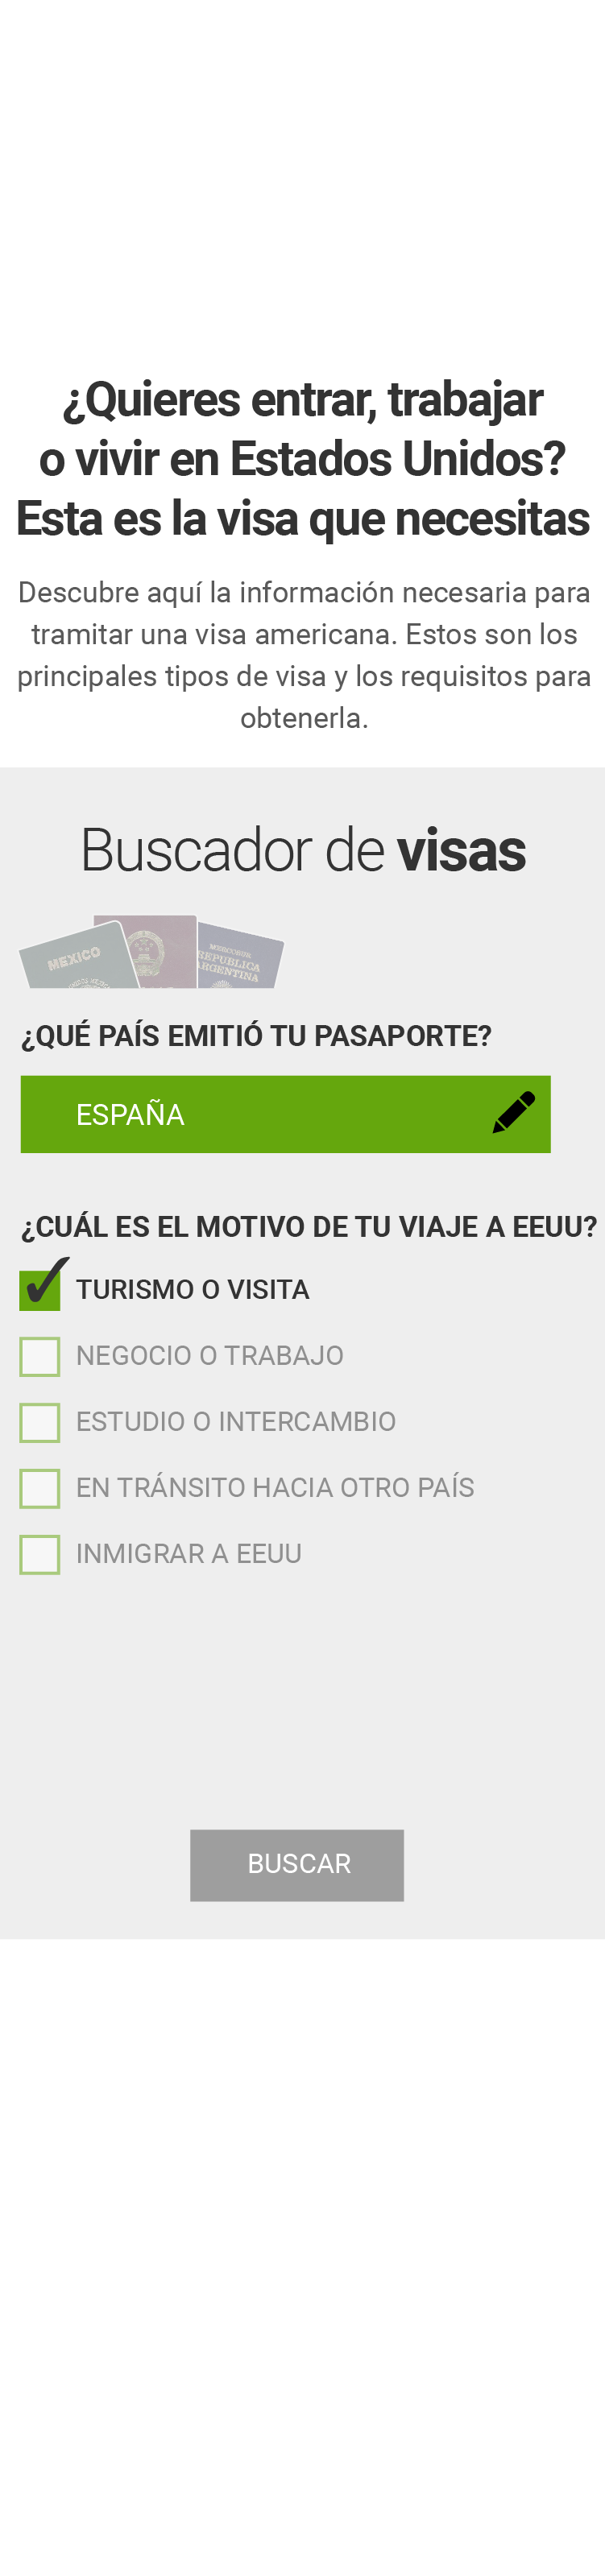 ¿Quieres entrar, trabajar
o vivir en Estados Unidos?
Esta es la visa que necesitas
Descubre aquí la información necesaria para
tramitar una visa americana. Estos son los
principales tipos de visa y los requisitos para
obtenerla.
Buscador de visas
MEXICO
REPUBLICA
ARGENTINA
¿QUÉ PAÍS EMITIÓ TU PASAPORTE?
ESPAÑA
¿CUÁL ES EL MOTIVO DE TU VIAJE A EEUU?
TURISMO O VISITA
NEGOCIO O TRABAJO
ESTUDIO O INTERCAMBIO
EN TRÁNSITO HACIA OTRO PAÍS
INMIGRAR A EEUU
BUSCAR